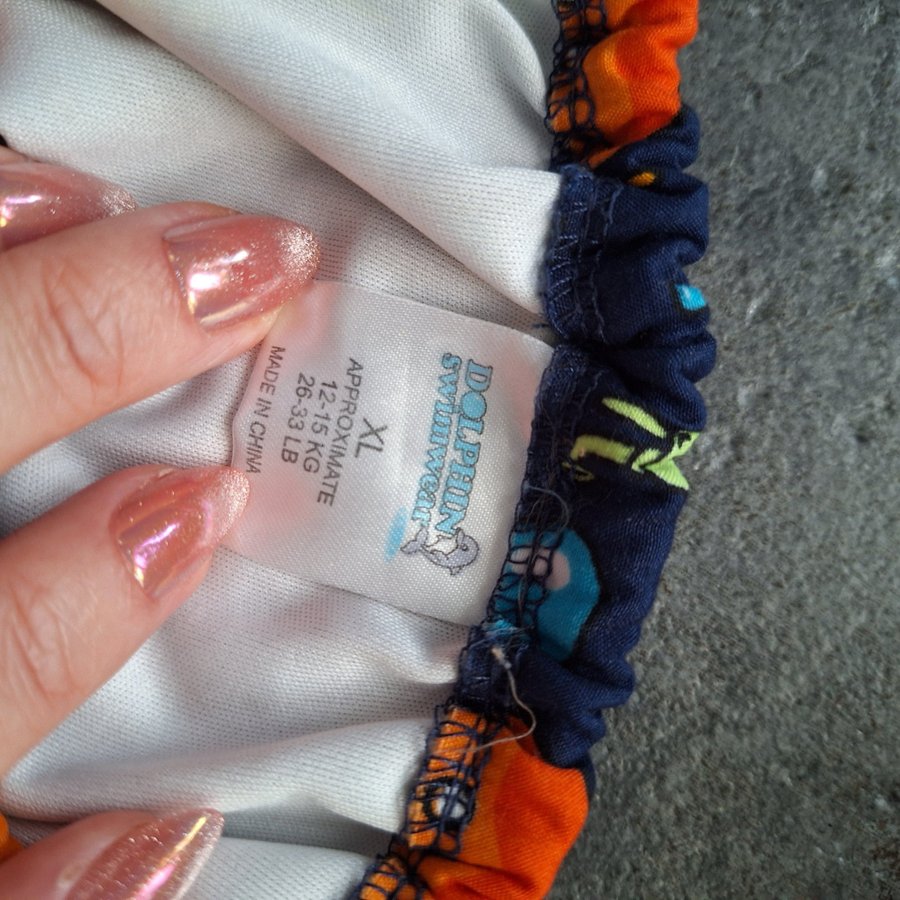 DOLPHIN
swimwear
XL
APPROXIMATE
12-15 KG
26-33 LB
MADE IN CHINA